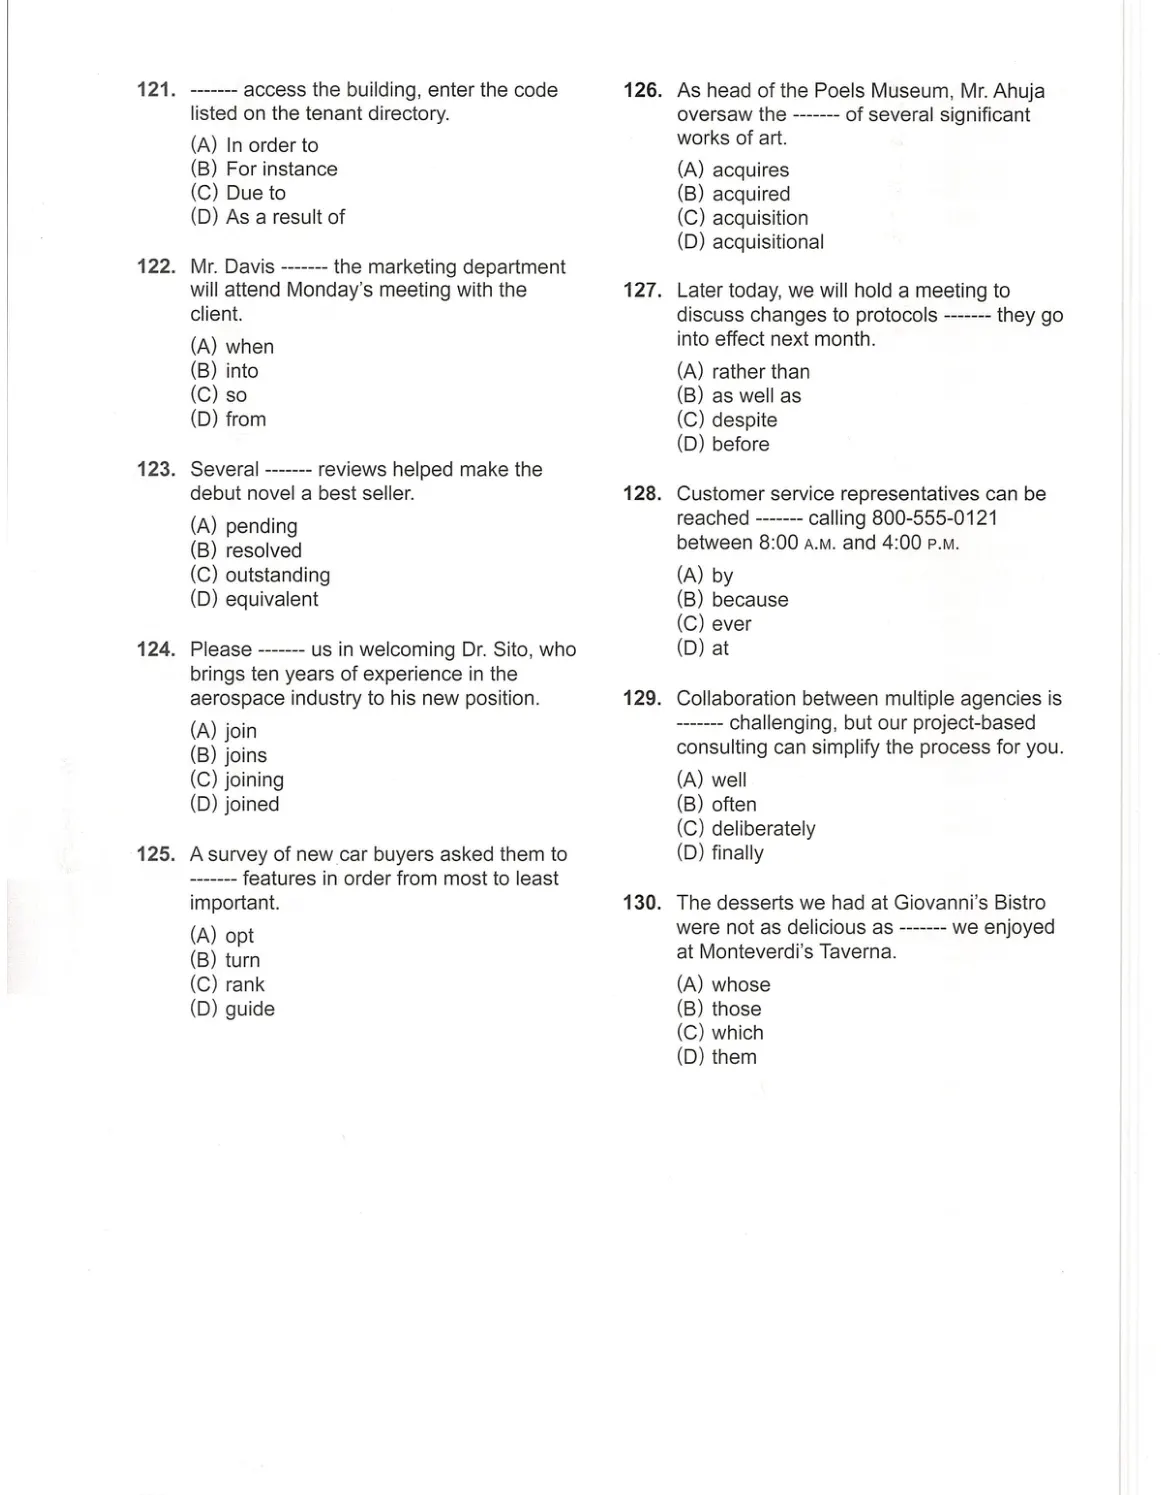 121. ------- access the building, enter the code
listed on the tenant directory.
(A) In order to
(B) For instance
(C) Due to
(D) As a result of
122. Mr. Davis ------- the marketing department
will attend Monday's meeting with the
client.
(A) when
(B) into
(C) so
(D) from
123. Several ------- reviews helped make the
debut novel a best seller.
(A) pending
(B) resolved
(C) outstanding
(D) equivalent
124. Please ------- us in welcoming Dr. Sito, who
brings ten years of experience in the
aerospace industry to his new position.
(A) join
(B) joins
(C) joining
(D) joined
125. A survey of new car buyers asked them to
------- features in order from most to least
important.
(A) opt
(B) turn
(C) rank
(D) guide
126. As head of the Poels Museum, Mr. Ahuja
oversaw the ------- of several significant
works of art.
(A) acquires
(B) acquired
(C) acquisition
(D) acquisitional
127. Later today, we will hold a meeting to
discuss changes to protocols ------- they go
into effect next month.
(A) rather than
(B) as well as
(C) despite
(D) before
128. Customer service representatives can be
reached ------- calling 800-555-0121
between 8:00 A.M. and 4:00 P.M.
(A) by
(B) because
(C) ever
(D) at
129. Collaboration between multiple agencies is
------- challenging, but our project-based
consulting can simplify the process for you.
(A) well
(B) often
(C) deliberately
(D) finally
130. The desserts we had at Giovanni's Bistro
were not as delicious as ------- we enjoyed
at Monteverdi's Taverna.
(A) whose
(B) those
(C) which
(D) them